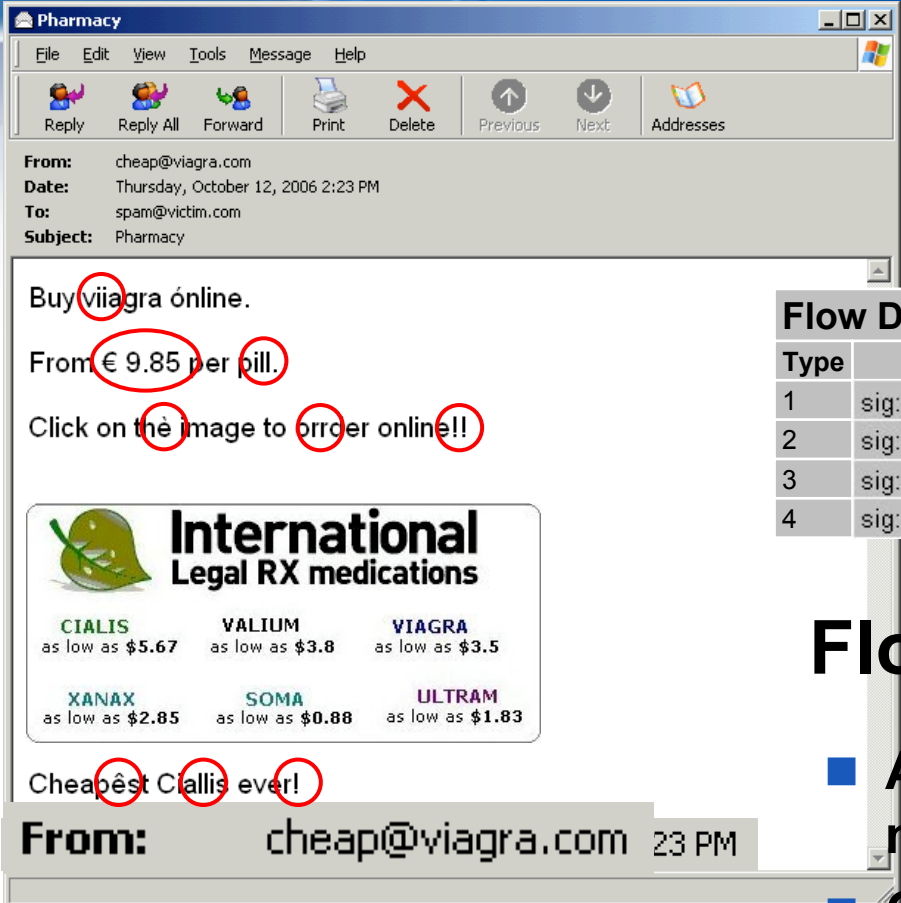 Pharmacy
File Edit View Tools Message Help
Reply Reply All Forward Print Delete Previous Next Addresses
From: cheap@viagra.com
Date: Thursday, October 12, 2006 2:23 PM
To: spam@victim.com
Subject: Pharmacy
Buy viiagra ónline.
From € 9.85 per pill.
Click on thè image to orrder online!!
International
Legal RX medications
CIALIS VALIUM VIAGRA
as low as $5.67 as low as $3.8 as low as $3.5
XANAX SOMA ULTRAM
as low as $2.85 as low as $0.88 as low as $1.83
Cheapêst Ciallis ever!
From: cheap@viagra.com 23 PM
Flow D
Type
1 sig:
2 sig:
3 sig:
4 sig:
Flo